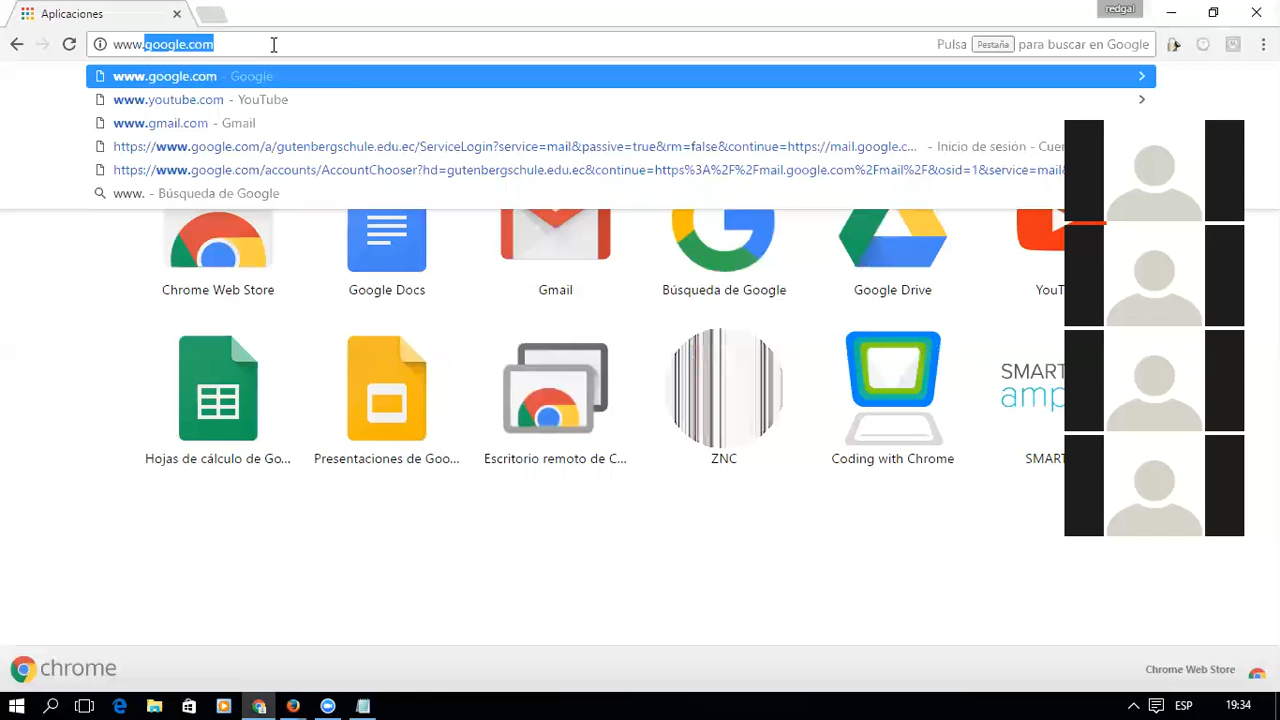 Aplicaciones
redgal
www.google.com
Pulsa Pestaña para buscar en Google
www.google.com - Google
www.youtube.com - YouTube
www.gmail.com - Gmail
https://www.google.com/a/gutenbergschule.edu.ec/ServiceLogin?service=mail&passive=true&rm=false&continue=https://mail.google.c... - Inicio de sesión - Cuen
https://www.google.com/accounts/AccountChooser?hd=gutenbergschule.edu.ec&continue=https%3A%2F%2Fmail.google.com%2Fmail%2F&osid=1&service=mail&
www. - Búsqueda de Google
Chrome Web Store
Google Docs
Gmail
Búsqueda de Google
Google Drive
YouT
SMART
amp
Hojas de cálculo de Go...
Presentaciones de Goo...
Escritorio remoto de C...
ZNC
Coding with Chrome
SMART
chrome
Chrome Web Store
ESP
19:34